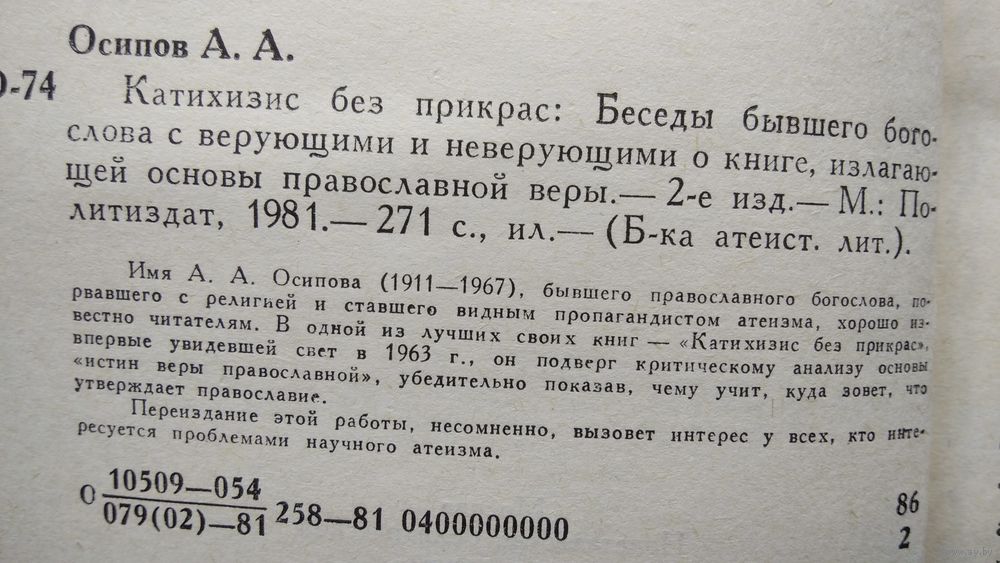 Осипов А. А.
О-74
Катихизис без прикрас: Беседы бывшего бого-
слова с верующими и неверующими о книге, излагаю-
щей основы православной веры.— 2-е изд.— М.: По-
литиздат, 1981.— 271 с., ил.— (Б-ка атеист. лит.).
Имя А. А. Осипова (1911—1967), бывшего православного богослова, по-
рвавшего с религией и ставшего видным пропагандистом атеизма, хорошо из-
вестно читателям. В одной из лучших своих книг — «Катихизис без прикрас»,
впервые увидевшей свет в 1963 г., он подверг критическому анализу основы
«истин веры православной», убедительно показав, чему учит, куда зовет, что
утверждает православие.
Переиздание этой работы, несомненно, вызовет интерес у всех, кто инте-
ресуется проблемами научного атеизма.
О 10509—054
079(02)—81 258—81 0400000000
86
2
www.ay.by